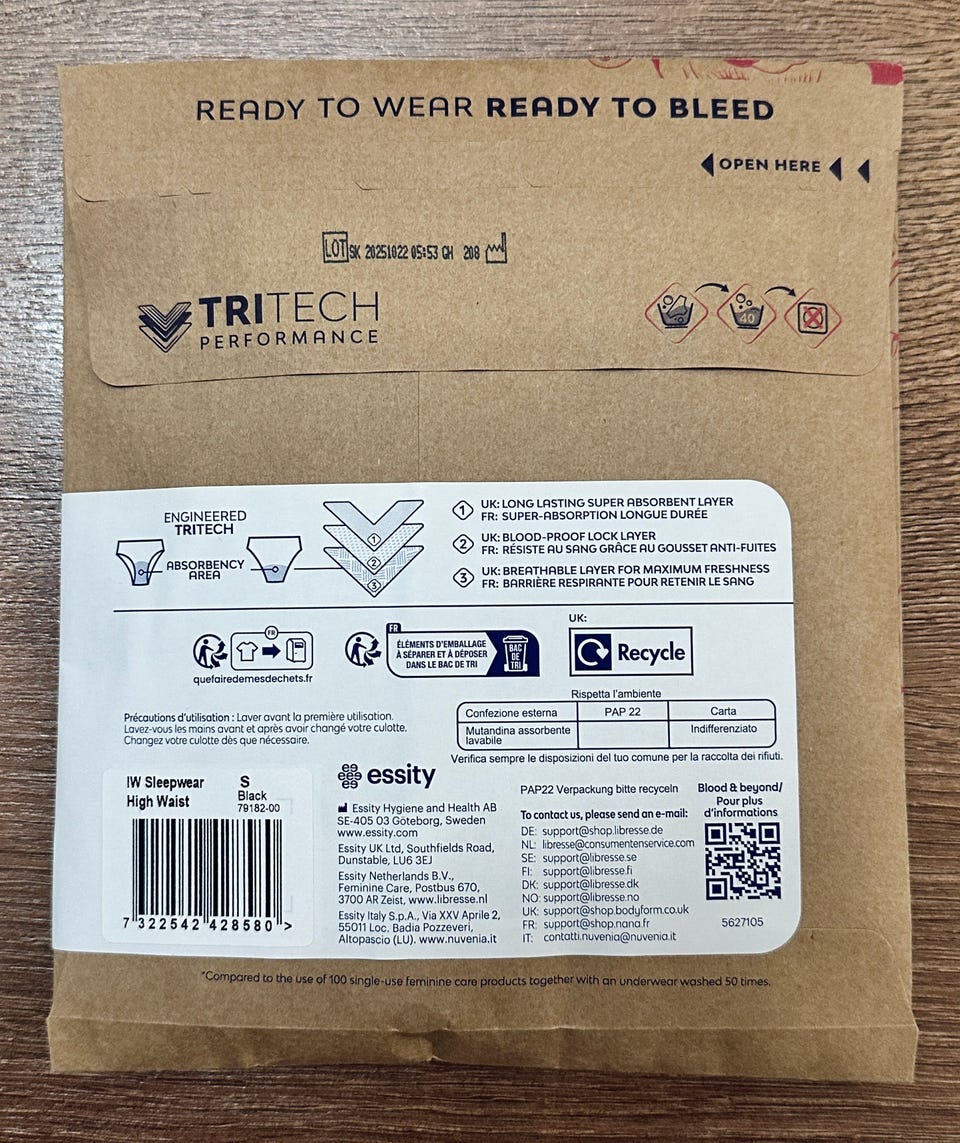 READY TO WEAR READY TO BLEED
OPEN HERE
LOT SK 20251022 05:53 GH 208
TRITECH
PERFORMANCE
40
ENGINEERED
TRITECH
ABSORBENCY
AREA
1
2
3
1 UK: LONG LASTING SUPER ABSORBENT LAYER
FR: SUPER-ABSORPTION LONGUE DURÉE
2 UK: BLOOD-PROOF LOCK LAYER
FR: RÉSISTE AU SANG GRÂCE AU GOUSSET ANTI-FUITES
3 UK: BREATHABLE LAYER FOR MAXIMUM FRESHNESS
FR: BARRIÈRE RESPIRANTE POUR RETENIR LE SANG
FR
quefairedemesdechets.fr
FR
ÉLÉMENTS D'EMBALLAGE
À SÉPARER ET À DÉPOSER
DANS LE BAC DE TRI
BAC
DE
TRI
UK:
Recycle
Rispetta l'ambiente
Confezione esterna PAP 22 Carta
Mutandina assorbente lavabile Indifferenziato
Verifica sempre le disposizioni del tuo comune per la raccolta dei rifiuti.
Précautions d'utilisation : Laver avant la première utilisation.
Lavez-vous les mains avant et après avoir changé votre culotte.
Changez votre culotte dès que nécessaire.
IW Sleepwear S
High Waist Black
79182-00
7 322542 428580 >
essity
Essity Hygiene and Health AB
SE-405 03 Göteborg, Sweden
www.essity.com
Essity UK Ltd, Southfields Road,
Dunstable, LU6 3EJ
Essity Netherlands B.V.,
Feminine Care, Postbus 670,
3700 AR Zeist, www.libresse.nl
Essity Italy S.p.A., Via XXV Aprile 2,
55011 Loc. Badia Pozzeveri,
Altopascio (LU). www.nuvenia.it
PAP22 Verpackung bitte recyceln
To contact us, please send an e-mail:
DE: support@shop.libresse.de
NL: libresse@consumentenservice.com
SE: support@libresse.se
FI: support@libresse.fi
DK: support@libresse.dk
NO: support@libresse.no
UK: support@shop.bodyform.co.uk
FR: support@shop.nana.fr
IT: contatti.nuvenia@nuvenia.it
Blood & beyond/
Pour plus
d'informations
5627105
*Compared to the use of 100 single-use feminine care products together with an underwear washed 50 times.